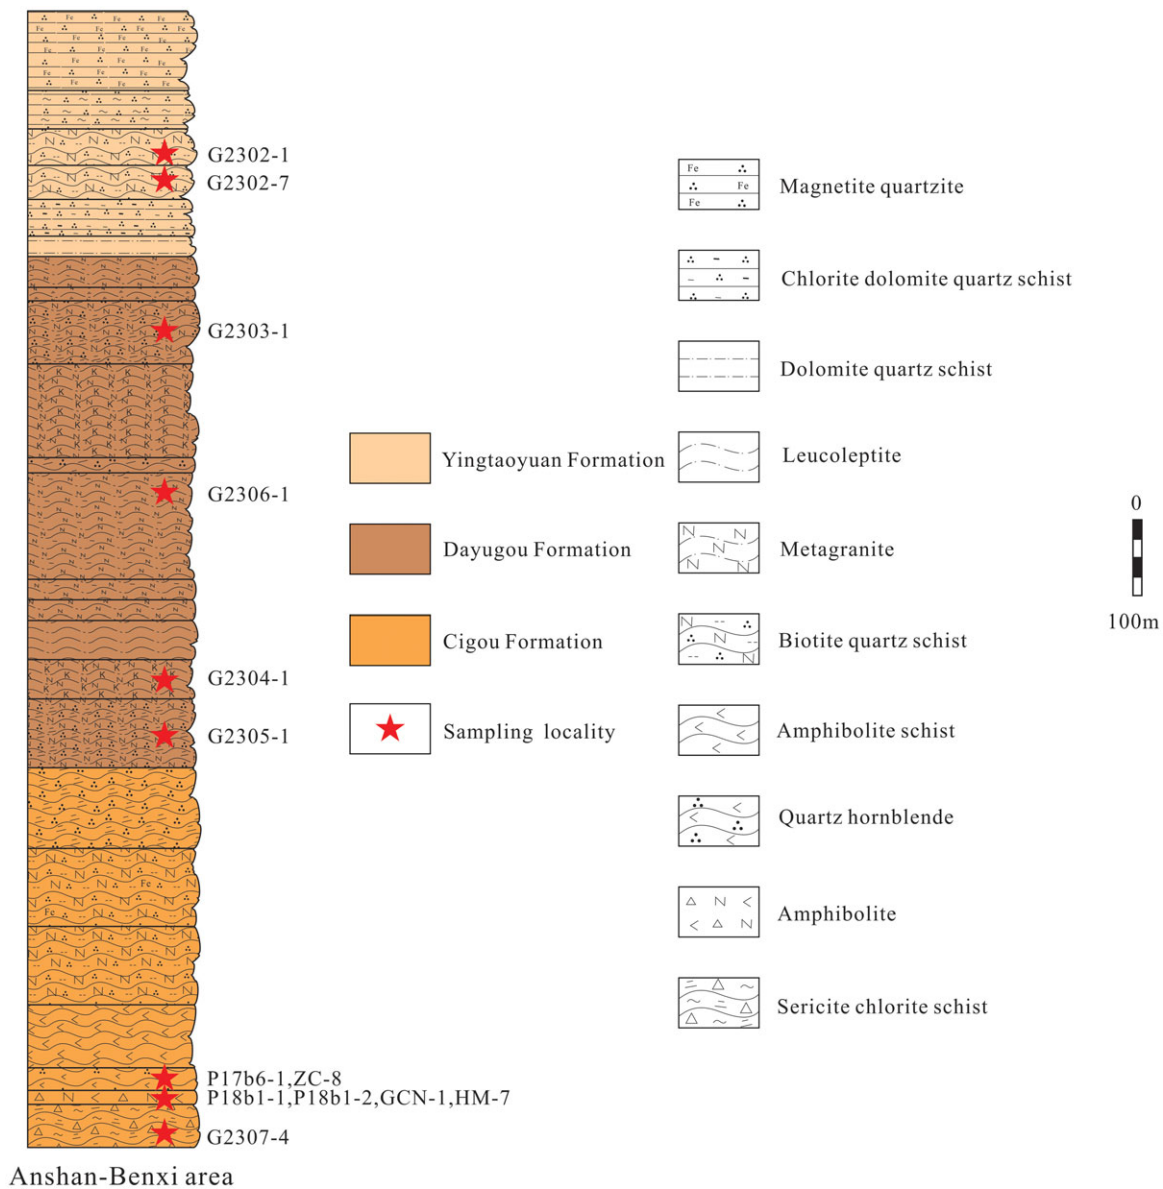 G2302-1
G2302-7
G2303-1
G2306-1
G2304-1
G2305-1
P17b6-1,ZC-8
P18b1-1,P18b1-2,GCN-1,HM-7
G2307-4
Anshan-Benxi area
Yingtaoyuan Formation
Dayugou Formation
Cigou Formation
Sampling locality
Fe
Fe
Fe
Magnetite quartzite
Chlorite dolomite quartz schist
Dolomite quartz schist
Leucoleptite
N N
N
N N
Metagranite
N
N
N
Biotite quartz schist
Amphibolite schist
Quartz hornblende
N
N
Amphibolite
Sericite chlorite schist
0
100m